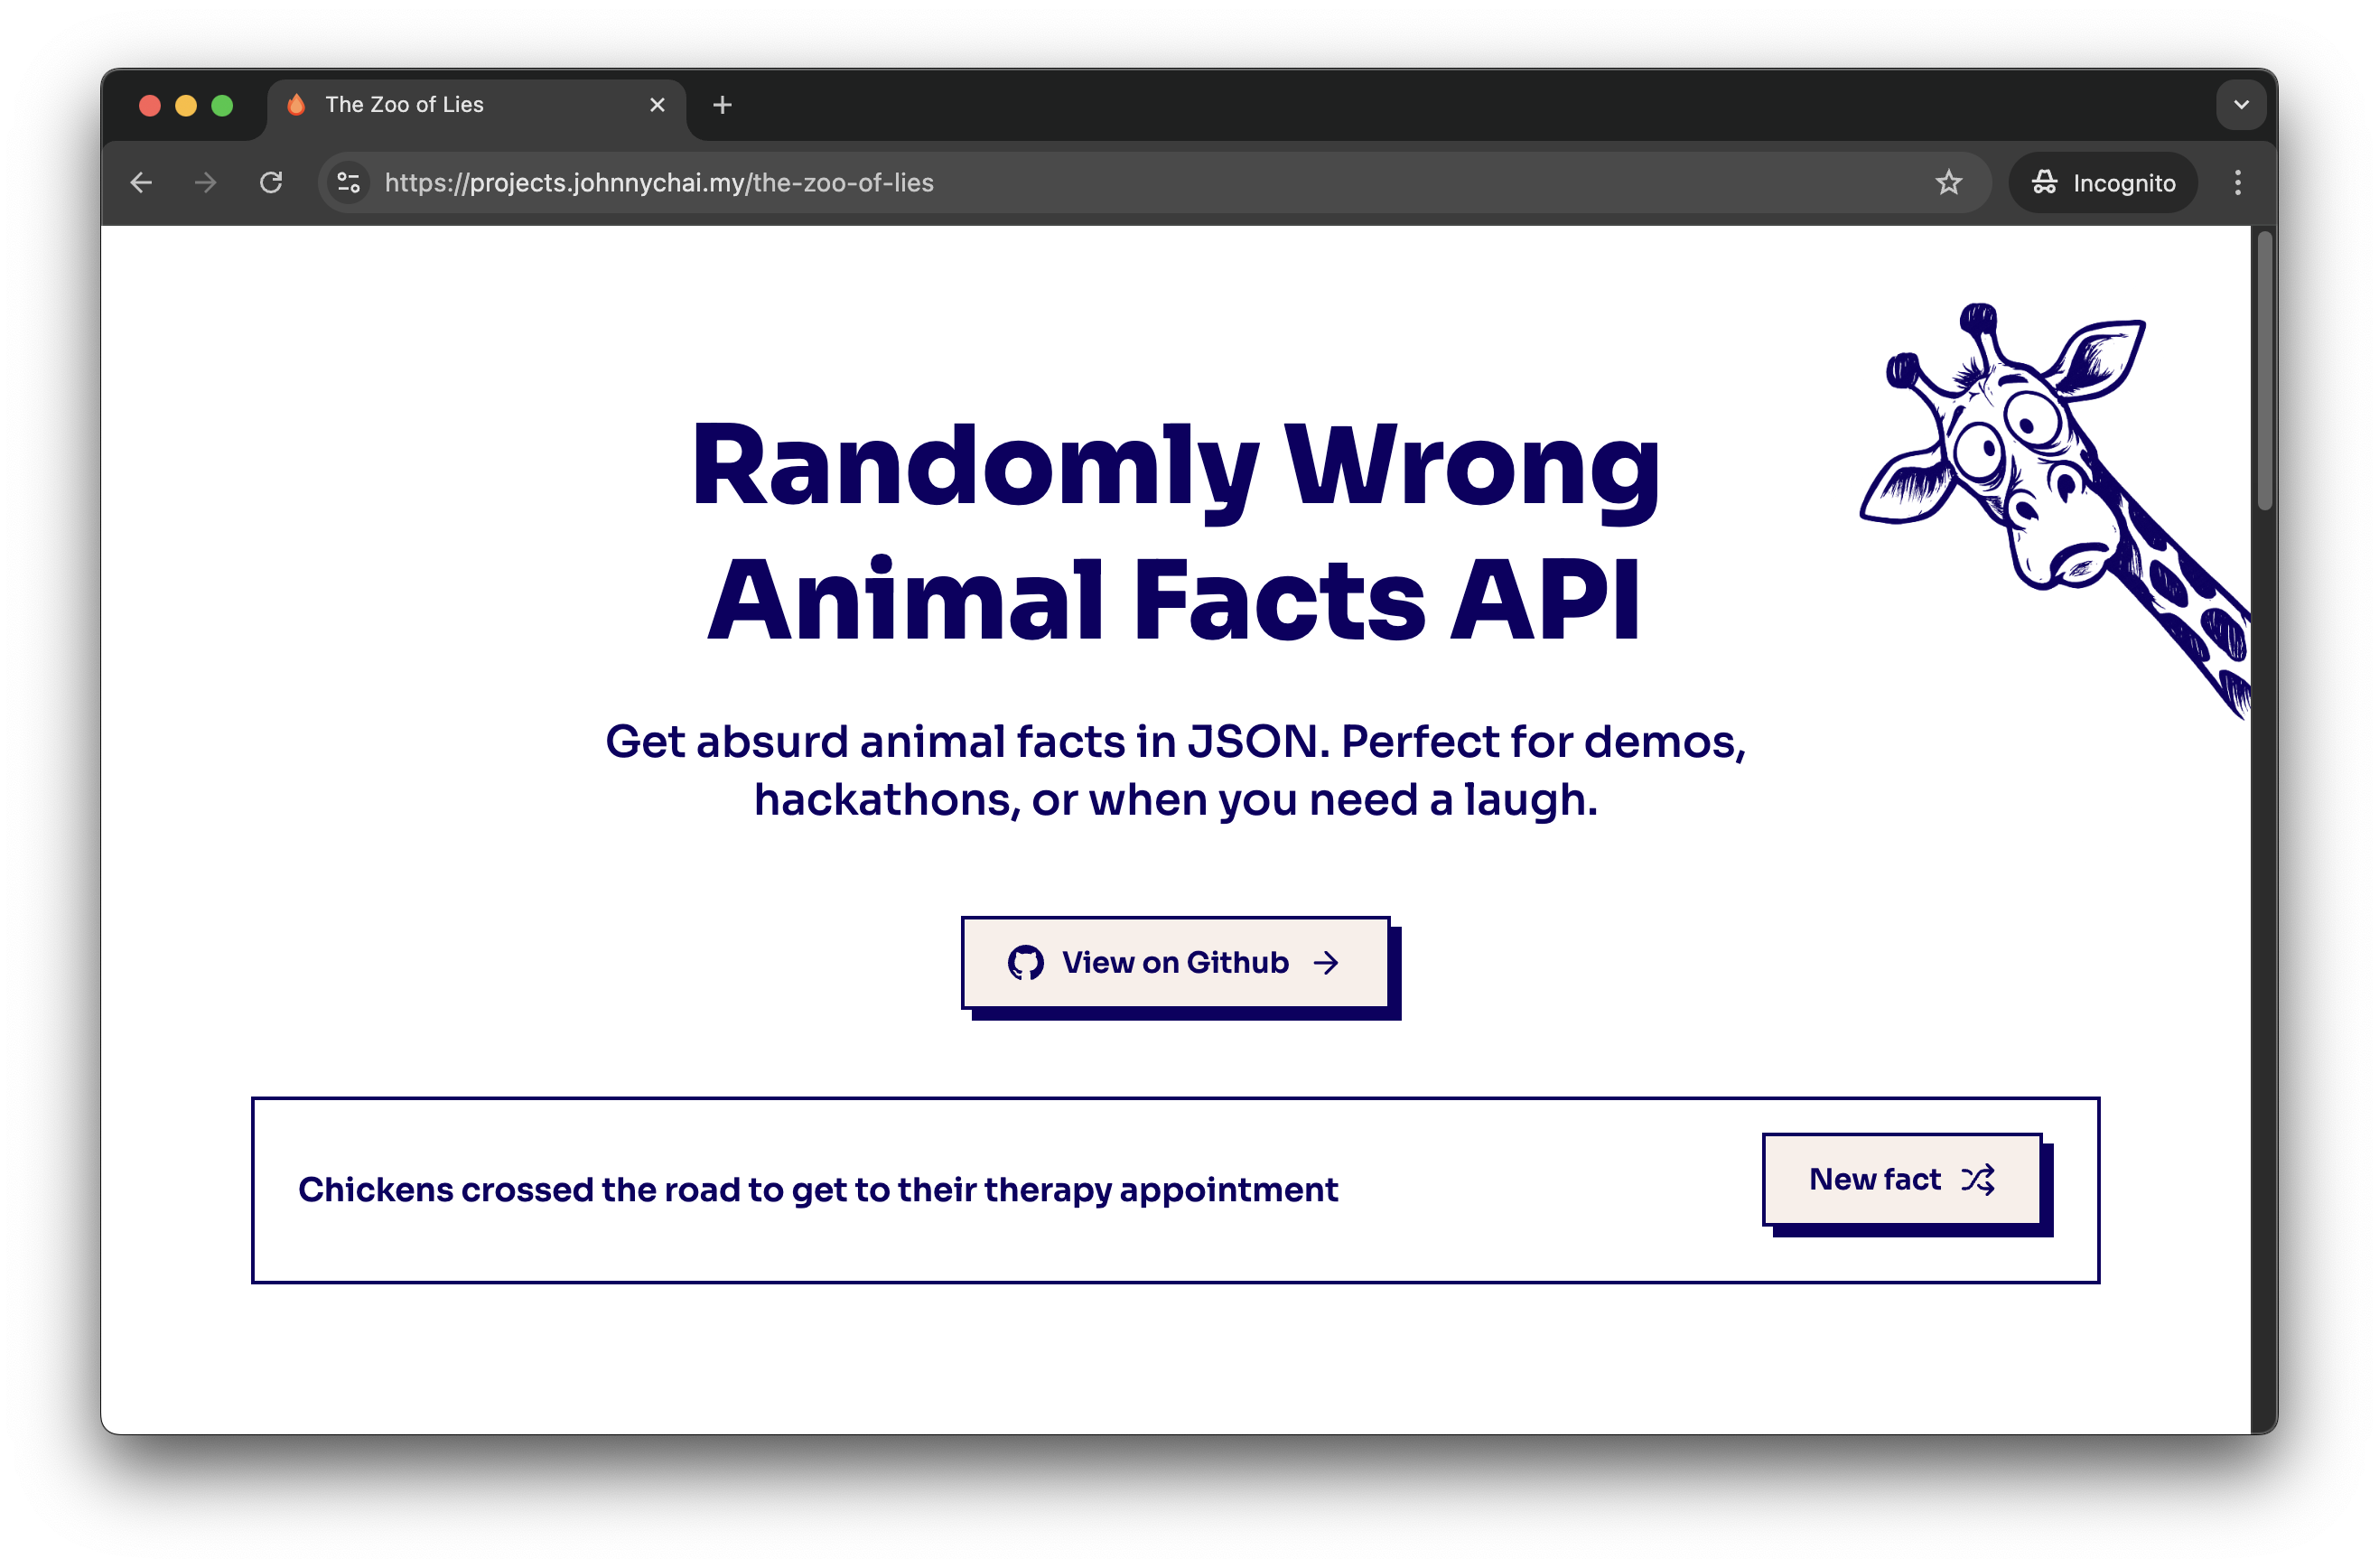 The Zoo of Lies
https://projects.johnnychai.my/the-zoo-of-lies
Incognito
Randomly Wrong
Animal Facts API
Get absurd animal facts in JSON. Perfect for demos,
hackathons, or when you need a laugh.
View on Github
Chickens crossed the road to get to their therapy appointment
New fact